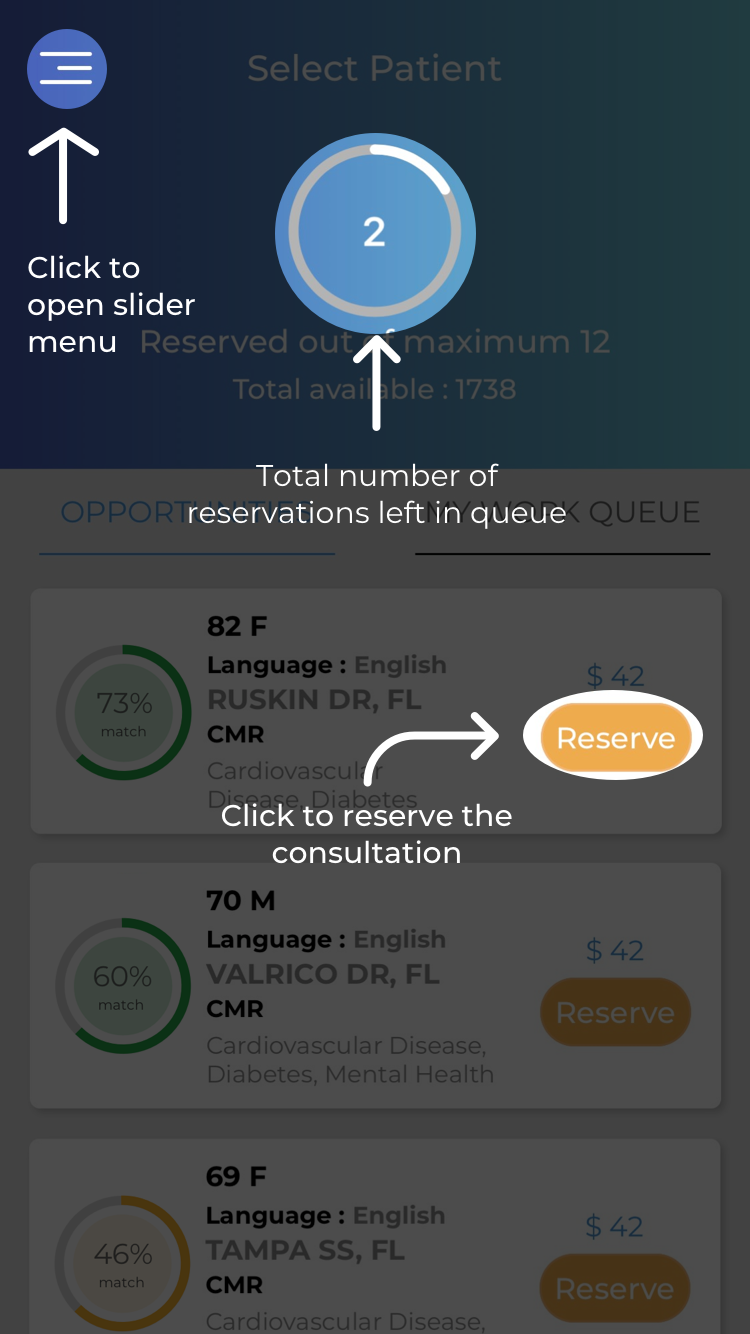 Select Patient
2
Click to
open slider
menu
Reserved out of maximum 12
Total available : 1738
Total number of
reservations left in queue
OPPORTUNITIES
MY WORK QUEUE
82 F
Language : English
RUSKIN DR, FL
CMR
Cardiovascular
Disease, Diabetes
73%
match
$ 42
Reserve
Click to reserve the
consultation
70 M
Language : English
VALRICO DR, FL
CMR
Cardiovascular Disease,
Diabetes, Mental Health
60%
match
$ 42
Reserve
69 F
Language : English
TAMPA SS, FL
CMR
Cardiovascular Disease,
46%
match
$ 42
Reserve